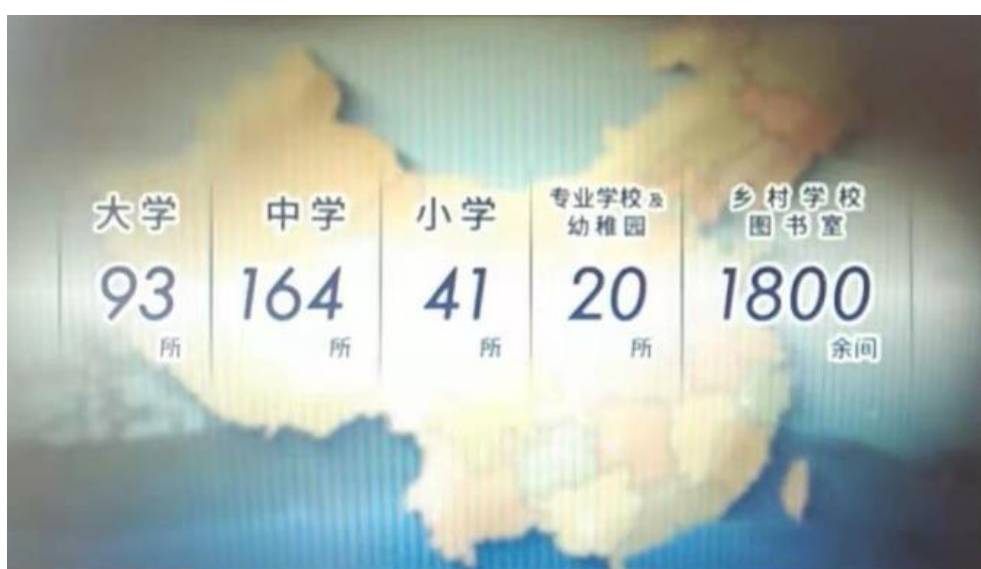 大学
93
所
中学
164
所
小学
41
所
专业学校及
幼稚园
20
所
乡村学校
图书室
1800
余间